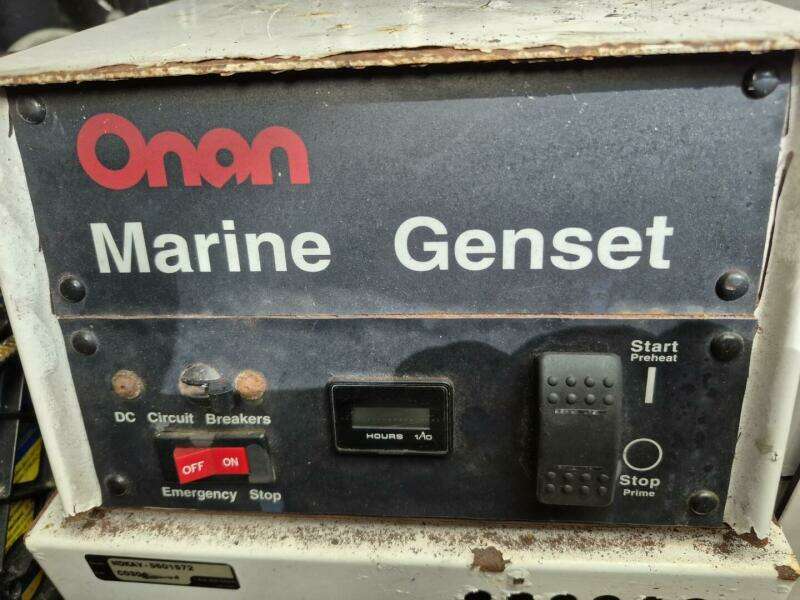 Onan
Marine Genset
Start
Preheat
DC Circuit Breakers
HOURS 1/10
OFF ON
Stop
Prime
Emergency Stop